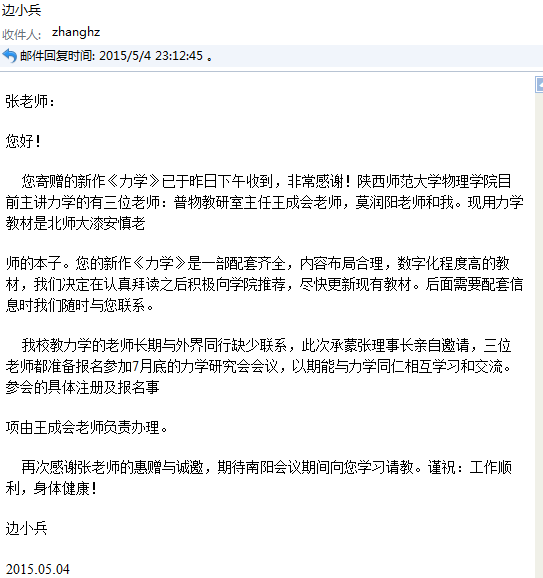 边小兵
收件人: zhanghz
邮件回复时间: 2015/5/4 23:12:45 。
张老师:
您好!
您寄赠的新作《力学》已于昨日下午收到，非常感谢! 陕西师范大学物理学院目
前主讲力学的有三位老师: 普物教研室主任王成会老师，莫润阳老师和我。现用力学
教材是北师大漆安慎老
师的本子。您的新作《力学》是一部配套齐全，内容布局合理，数字化程度高的教
材，我们决定在认真拜读之后积极向学院推荐，尽快更新现有教材。后面需要配套信
息时我们随时与您联系。
我校教力学的老师长期与外界同行缺少联系，此次承蒙张理事长亲自邀请，三位
老师都准备报名参加7月底的力学研究会会议，以期能与力学同仁相互学习和交流。
参会的具体注册及报名事
项由王成会老师负责办理。
再次感谢张老师的惠赠与诚邀，期待南阳会议期间向您学习请教。谨祝: 工作顺
利，身体健康!
边小兵
2015.05.04